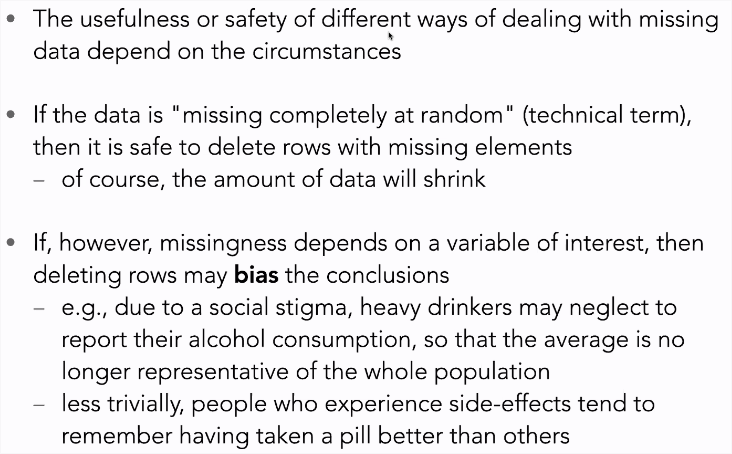 • The usefulness or safety of different ways of dealing with missing
data depend on the circumstances
• If the data is "missing completely at random" (technical term),
then it is safe to delete rows with missing elements
– of course, the amount of data will shrink
• If, however, missingness depends on a variable of interest, then
deleting rows may bias the conclusions
– e.g., due to a social stigma, heavy drinkers may neglect to
report their alcohol consumption, so that the average is no
longer representative of the whole population
– less trivially, people who experience side-effects tend to
remember having taken a pill better than others